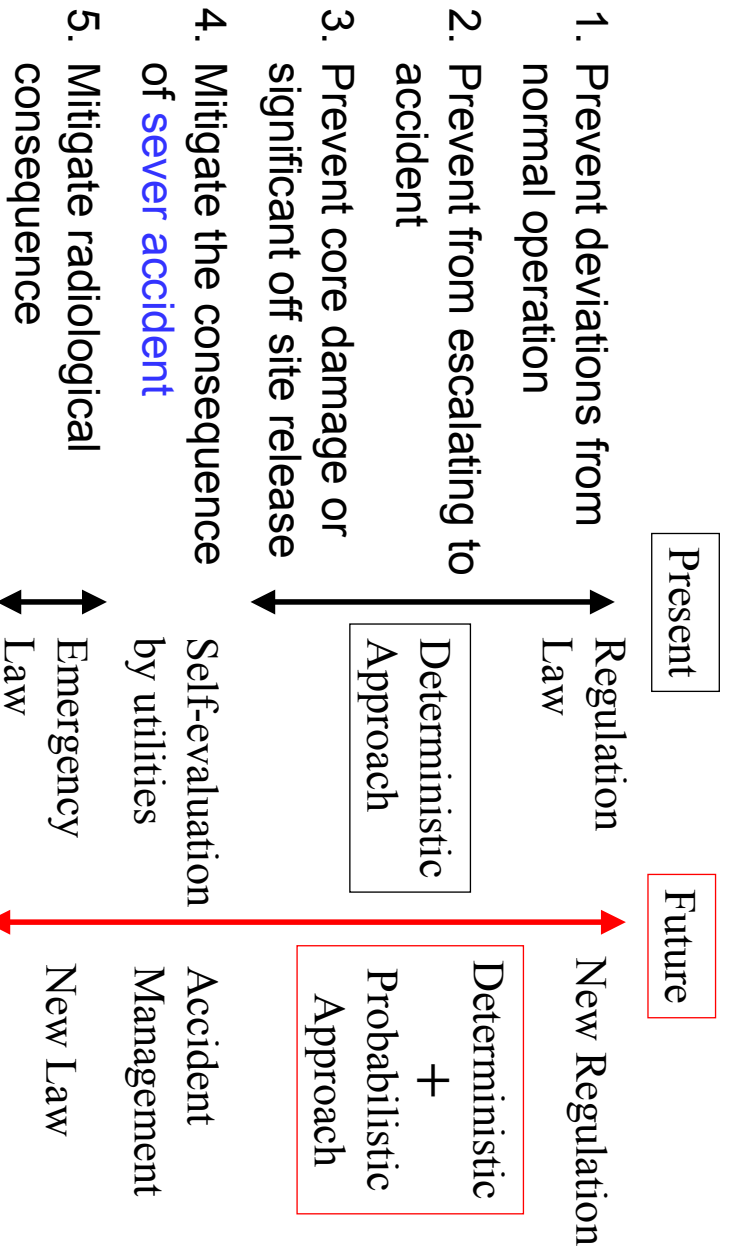 Present
Future
1. Prevent deviations from
normal operation
2. Prevent from escalating to
accident
3. Prevent core damage or
significant off site release
4. Mitigate the consequence
of sever accident
5. Mitigate radiological
consequence
Regulation
Law
Deterministic
Approach
Self-evaluation
by utilities
Emergency
Law
New Regulation
Deterministic
+
Probabilistic
Approach
Accident
Management
New Law